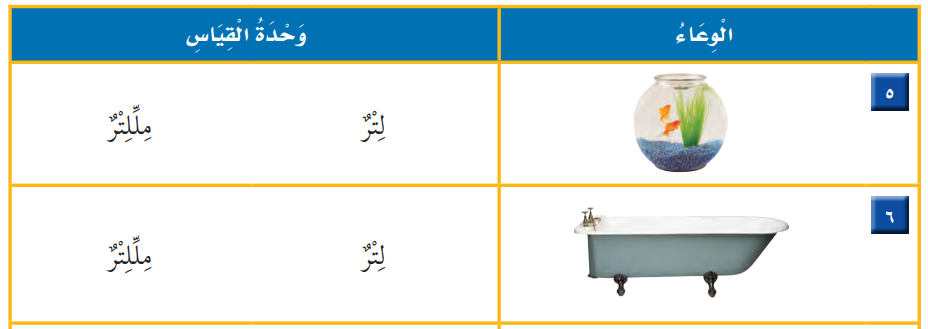 الْوِعَاءُ وَحْدَةُ الْقِيَاسِ
٥ لِتْرٌ مِلِّلِتْرٌ
٦ لِتْرٌ مِلِّلِتْرٌ